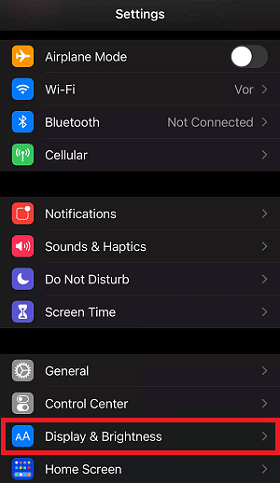 Settings
Airplane Mode
Wi-Fi Vor
Bluetooth Not Connected
Cellular
Notifications
Sounds & Haptics
Do Not Disturb
Screen Time
General
Control Center
AA Display & Brightness
Home Screen